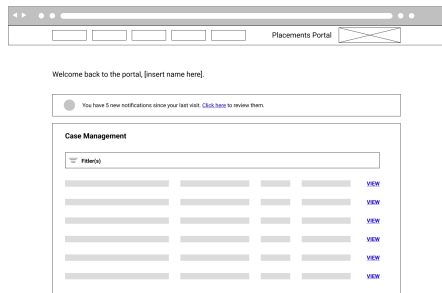 Placements Portal
Welcome back to the portal, [insert name here].
You have 5 new notifications since your last visit. Click here to review them.
Case Management
Fitler(s)
VIEW
VIEW
VIEW
VIEW
VIEW
VIEW